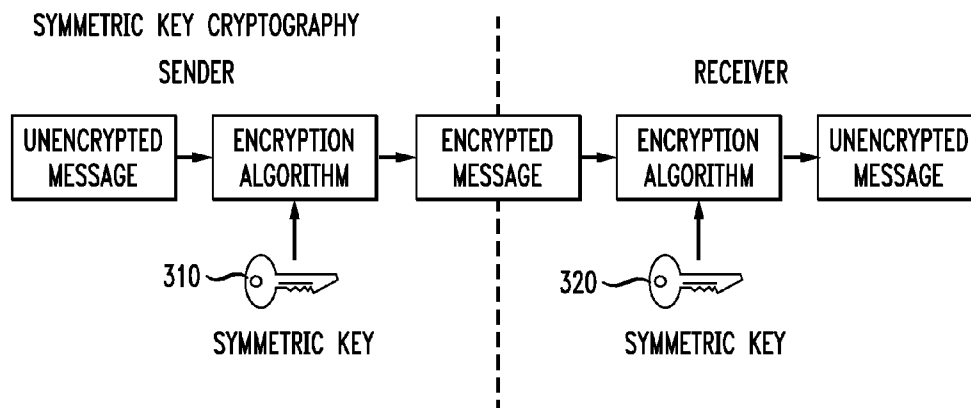 SYMMETRIC KEY CRYPTOGRAPHY
SENDER
RECEIVER
UNENCRYPTED
MESSAGE
ENCRYPTION
ALGORITHM
ENCRYPTED
MESSAGE
ENCRYPTION
ALGORITHM
UNENCRYPTED
MESSAGE
310
320
SYMMETRIC KEY
SYMMETRIC KEY